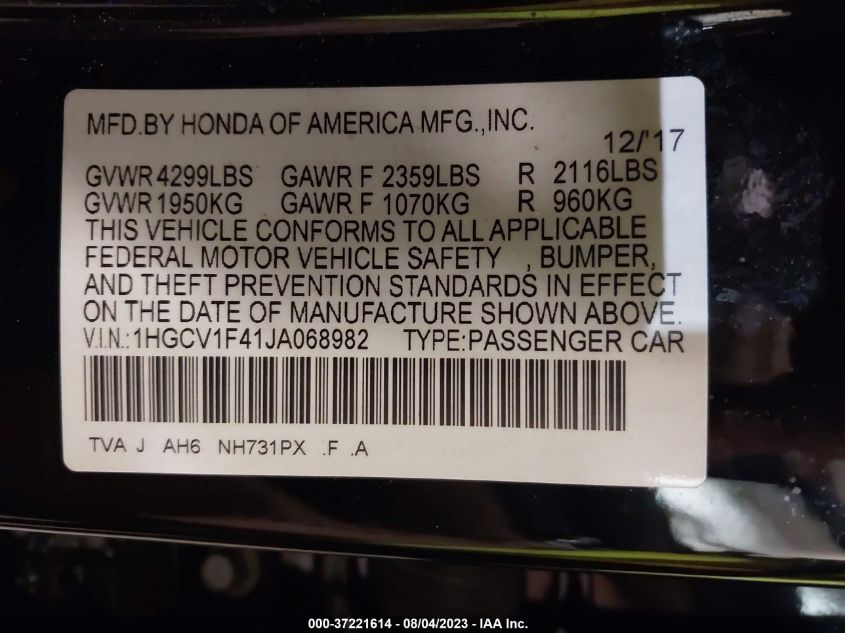 MFD.BY HONDA OF AMERICA MFG.,INC.
12/'17
GVWR 4299LBS GAWR F 2359LBS R 2116LBS
GVWR 1950KG GAWR F 1070KG R 960KG
THIS VEHICLE CONFORMS TO ALL APPLICABLE
FEDERAL MOTOR VEHICLE SAFETY , BUMPER,
AND THEFT PREVENTION STANDARDS IN EFFECT
ON THE DATE OF MANUFACTURE SHOWN ABOVE.
V.I.N.:1HGCV1F41JA068982 TYPE:PASSENGER CAR
TVA J AH6 NH731PX .F .A
000-37221614 - 08/04/2023 - IAA Inc.